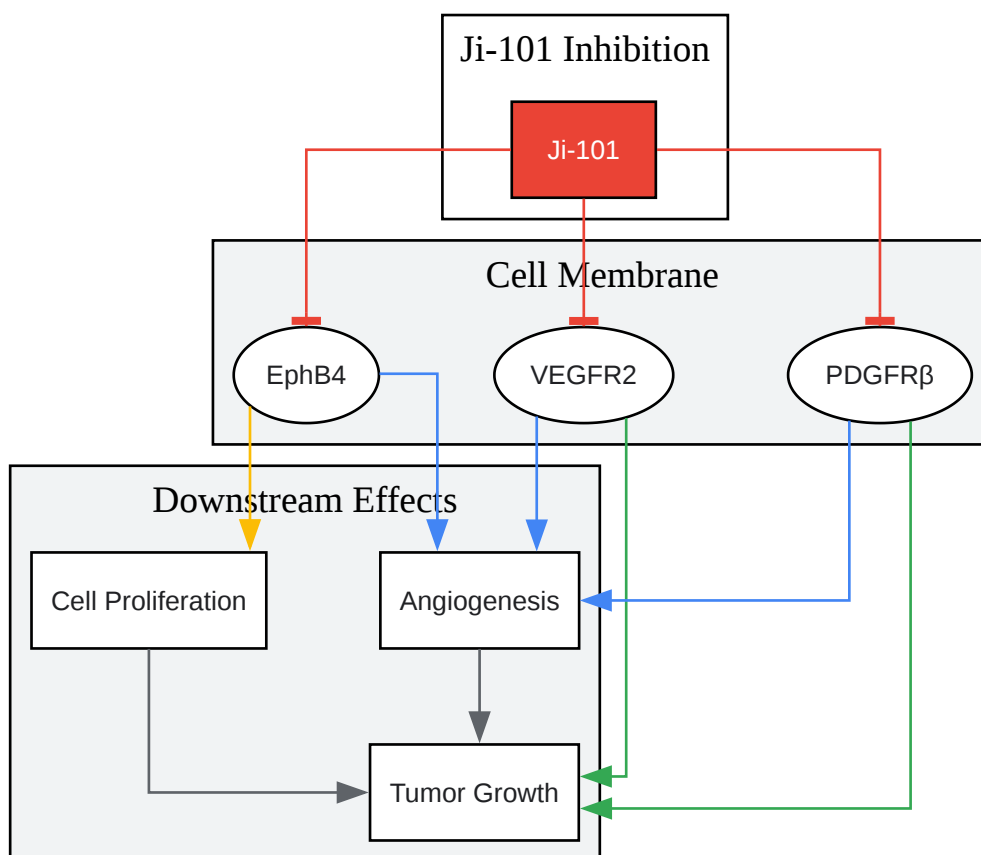 Ji-101 Inhibition
Ji-101
Cell Membrane
EphB4
VEGFR2
PDGFRβ
Downstream Effects
Cell Proliferation
Angiogenesis
Tumor Growth